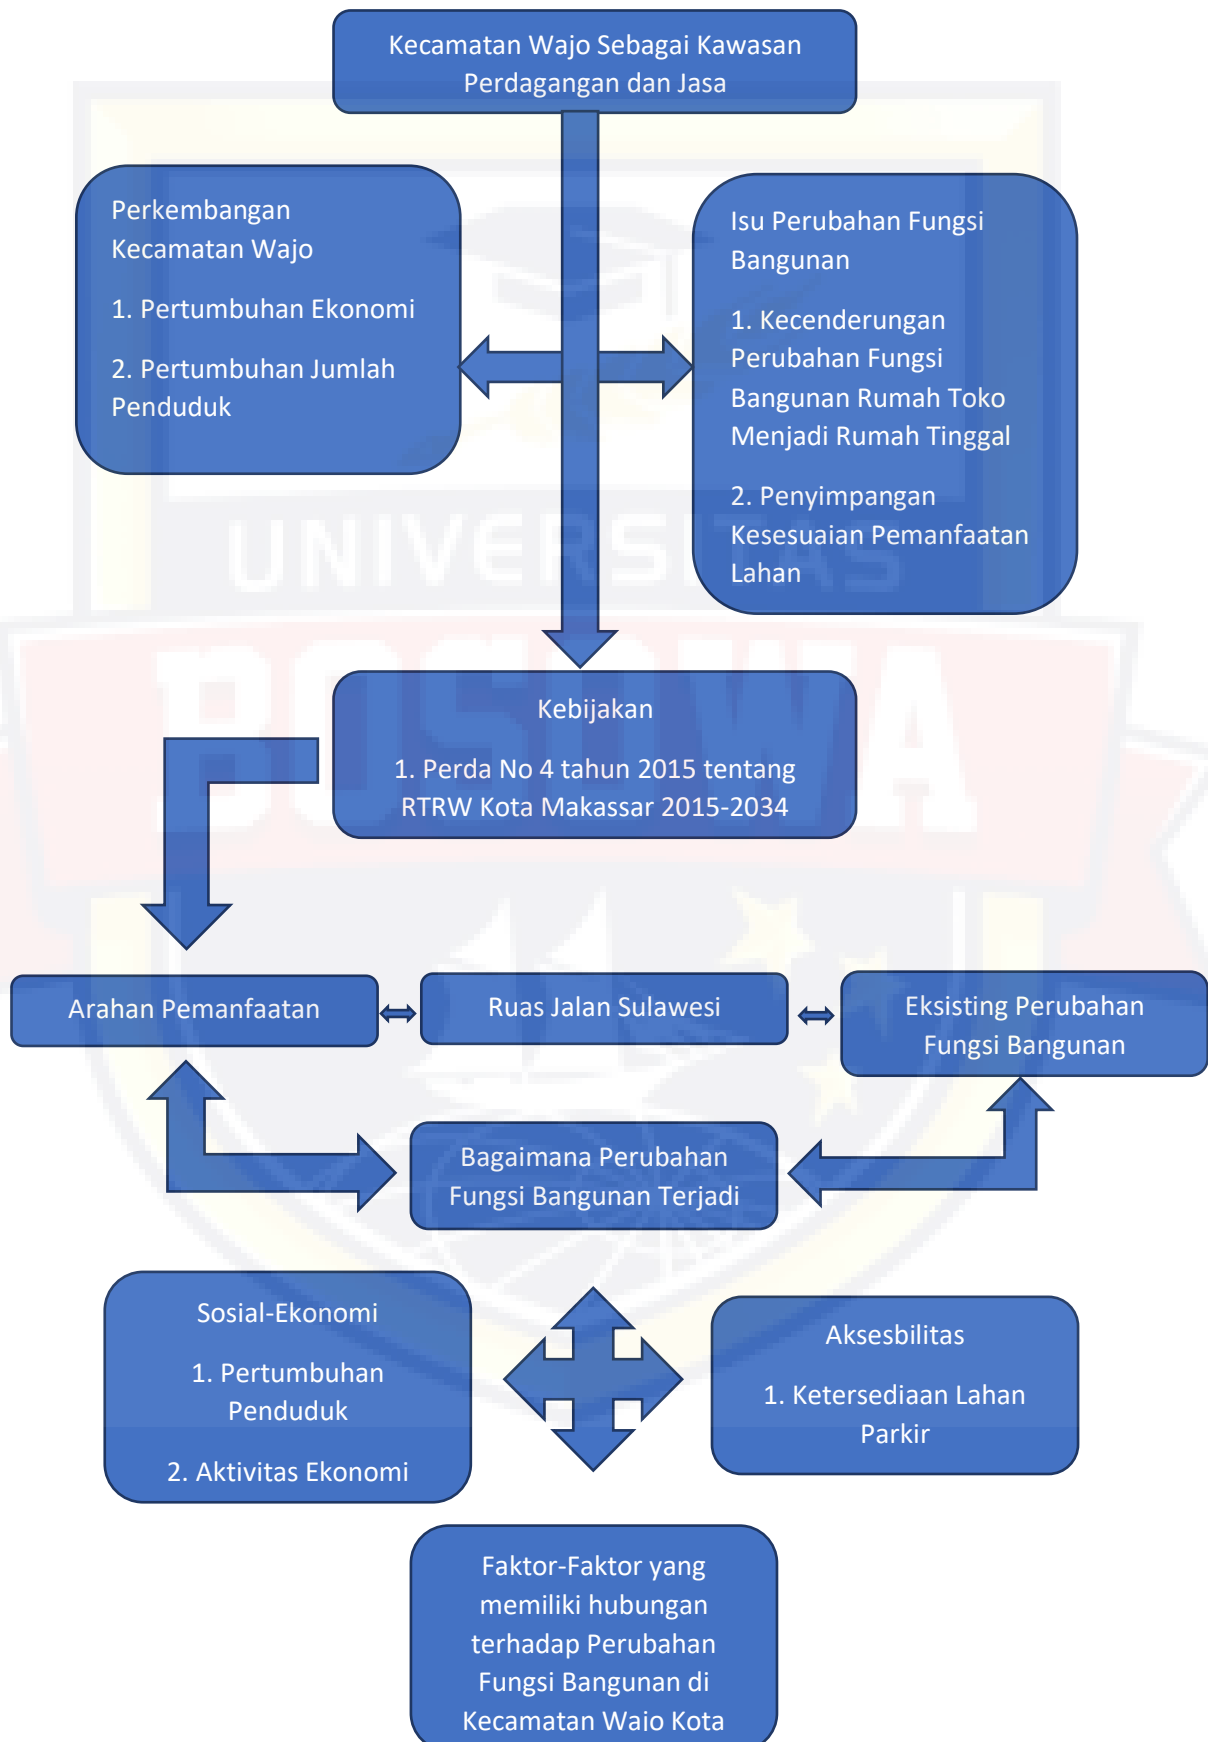 Kecamatan Wajo Sebagai Kawasan
Perdagangan dan Jasa
Perkembangan
Kecamatan Wajo
1. Pertumbuhan Ekonomi
2. Pertumbuhan Jumlah
Penduduk
Isu Perubahan Fungsi
Bangunan
1. Kecenderungan
Perubahan Fungsi
Bangunan Rumah Toko
Menjadi Rumah Tinggal
2. Penyimpangan
Kesesuaian Pemanfaatan
Lahan
UNIVERSITAS
BOSOWA
Kebijakan
1. Perda No 4 tahun 2015 tentang
RTRW Kota Makassar 2015-2034
Arahan Pemanfaatan
Ruas Jalan Sulawesi
Eksisting Perubahan
Fungsi Bangunan
Bagaimana Perubahan
Fungsi Bangunan Terjadi
Sosial-Ekonomi
1. Pertumbuhan
Penduduk
2. Aktivitas Ekonomi
Aksesbilitas
1. Ketersediaan Lahan
Parkir
Faktor-Faktor yang
memiliki hubungan
terhadap Perubahan
Fungsi Bangunan di
Kecamatan Wajo Kota